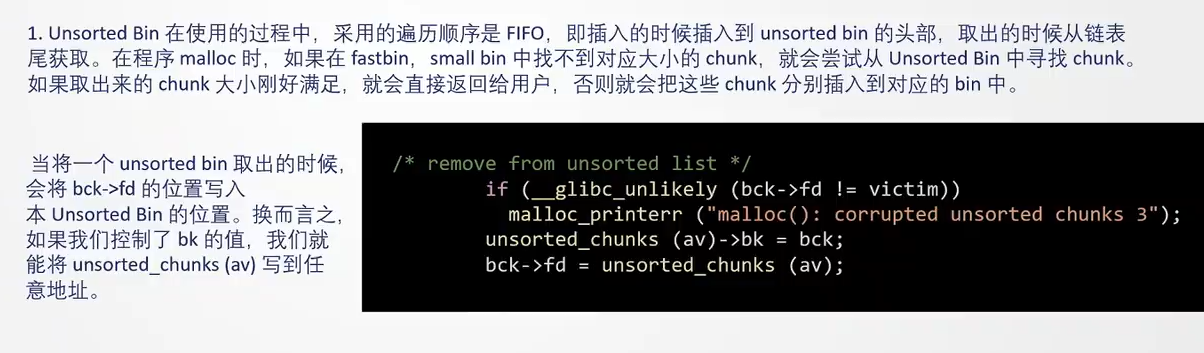 1. Unsorted Bin 在使用的过程中，采用的遍历顺序是 FIFO，即插入的时候插入到 unsorted bin 的头部，取出的时候从链表
尾获取。在程序 malloc 时，如果在 fastbin，small bin 中找不到对应大小的 chunk，就会尝试从 Unsorted Bin 中寻找 chunk。
如果取出来的 chunk 大小刚好满足，就会直接返回给用户，否则就会把这些 chunk 分别插入到对应的 bin 中。
当将一个 unsorted bin 取出的时候，
会将 bck->fd 的位置写入
本 Unsorted Bin 的位置。换而言之，
如果我们控制了 bk 的值，我们就
能将 unsorted_chunks (av) 写到任
意地址。
/* remove from unsorted list */
if (__glibc_unlikely (bck->fd != victim))
malloc_printerr ("malloc(): corrupted unsorted chunks 3");
unsorted_chunks (av)->bk = bck;
bck->fd = unsorted_chunks (av);